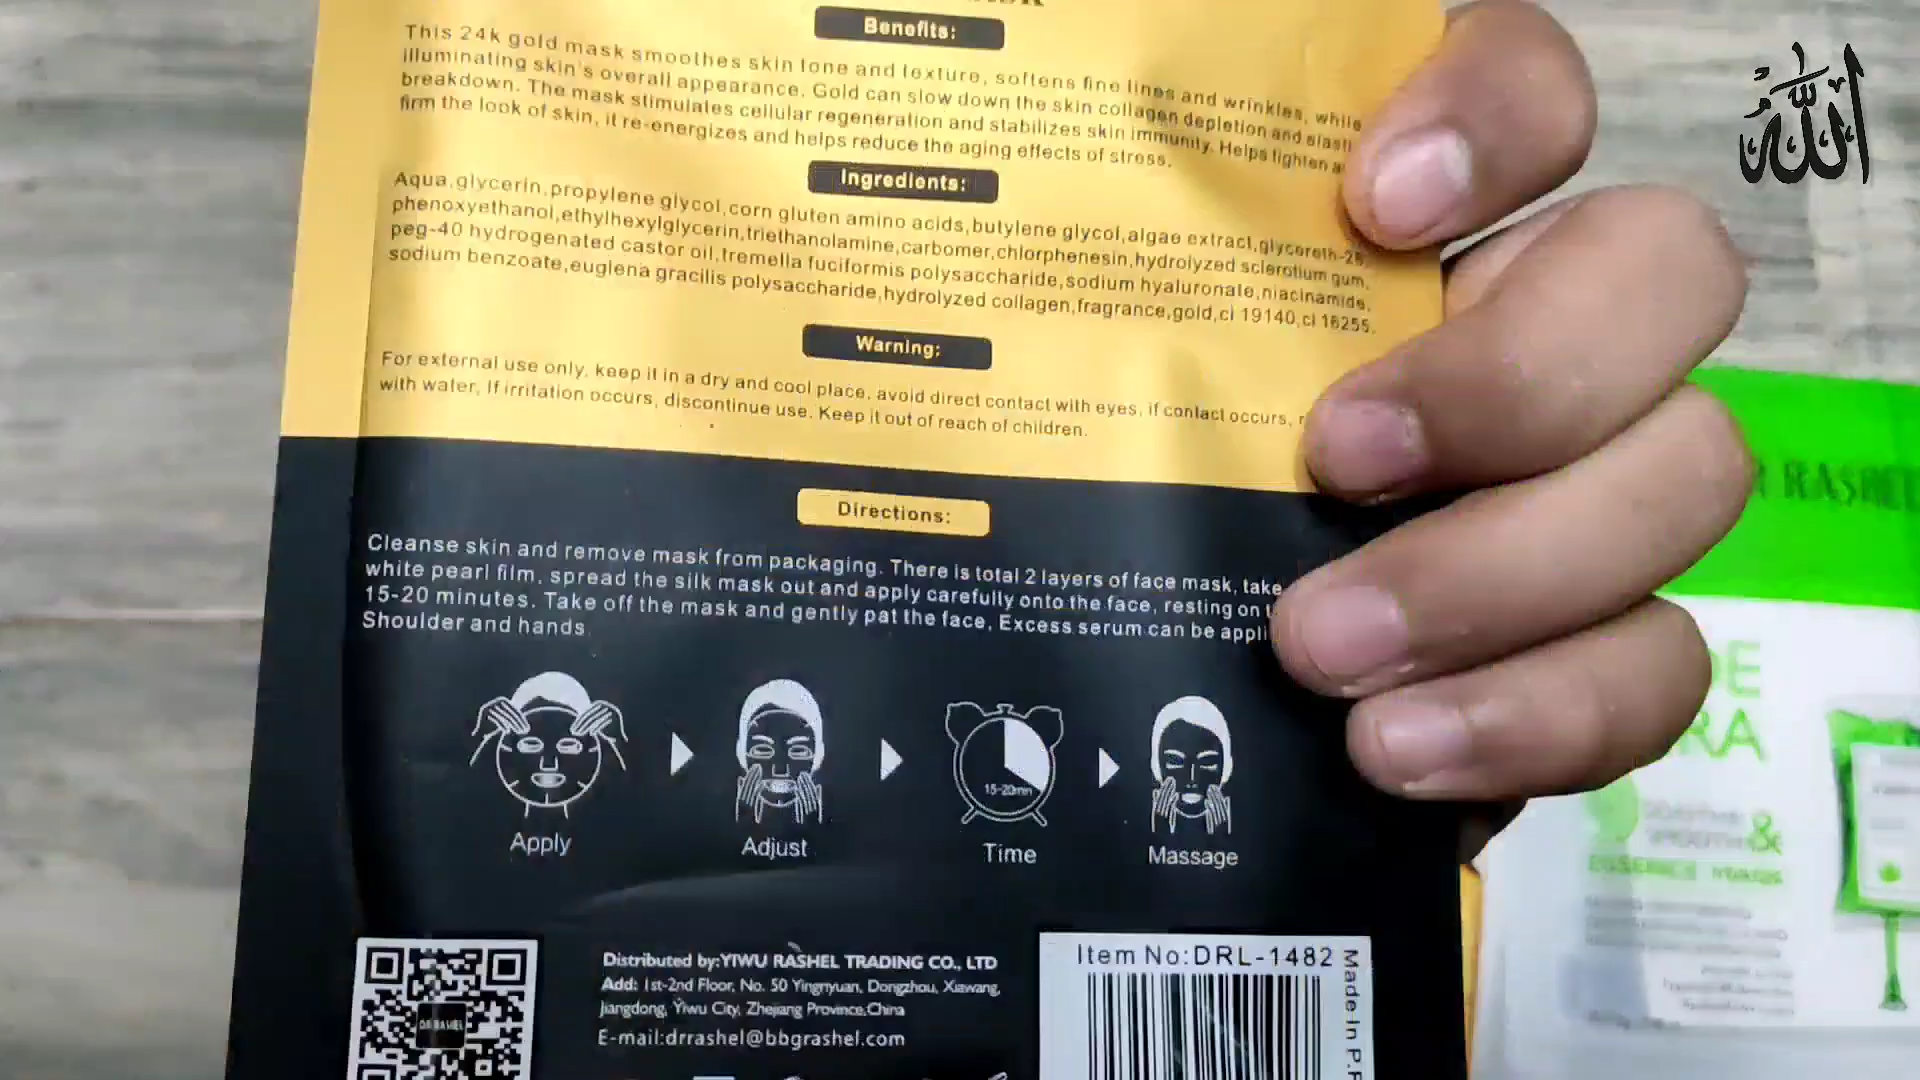 Benefits:
This 24k gold mask smoothes skin tone and texture, softens fine lines and wrinkles, while
illuminating skin's overall appearance. Gold can slow down the skin collagen depletion and elasti
breakdown. The mask stimulates cellular regeneration and stabilizes skin immunity. Helps tighten a
firm the look of skin, it re-energizes and helps reduce the aging effects of stress.
Ingredients:
Aqua,glycerin,propylene glycol,corn gluten amino acids,butylene glycol,algae extract,glycereth-26,
phenoxyethanol,ethylhexylglycerin,triethanolamine,carbomer,chlorphenesin,hydrolyzed sclerotium gum,
peg-40 hydrogenated castor oil,tremella fuciformis polysaccharide,sodium hyaluronate,niacinamide,
sodium benzoate,euglena gracilis polysaccharide,hydrolyzed collagen,fragrance,gold,ci 19140,ci 16255.
Warning:
For external use only, keep it in a dry and cool place, avoid direct contact with eyes, if contact occurs, r
with water, If irritation occurs, discontinue use. Keep it out of reach of children.
Directions:
Cleanse skin and remove mask from packaging. There is total 2 layers of face mask, take
white pearl film, spread the silk mask out and apply carefully onto the face, resting on t
15-20 minutes. Take off the mask and gently pat the face, Excess serum can be appli
Shoulder and hands
15-20min
Apply
Adjust
Time
Massage
DR.RASHEL
Distributed by:YIWU RASHEL TRADING CO., LTD
Add: 1st-2nd Floor, No. 50 Yingnyuan, Dongzhou, Xiawang,
Jiangdong, Yiwu City, Zhejiang Province,China
E-mail:drrashel@bbgrashel.com
Item No:DRL-1482
Made In P.R
الله
R RASHEL
OE
RA
&
ESSENCE MASK